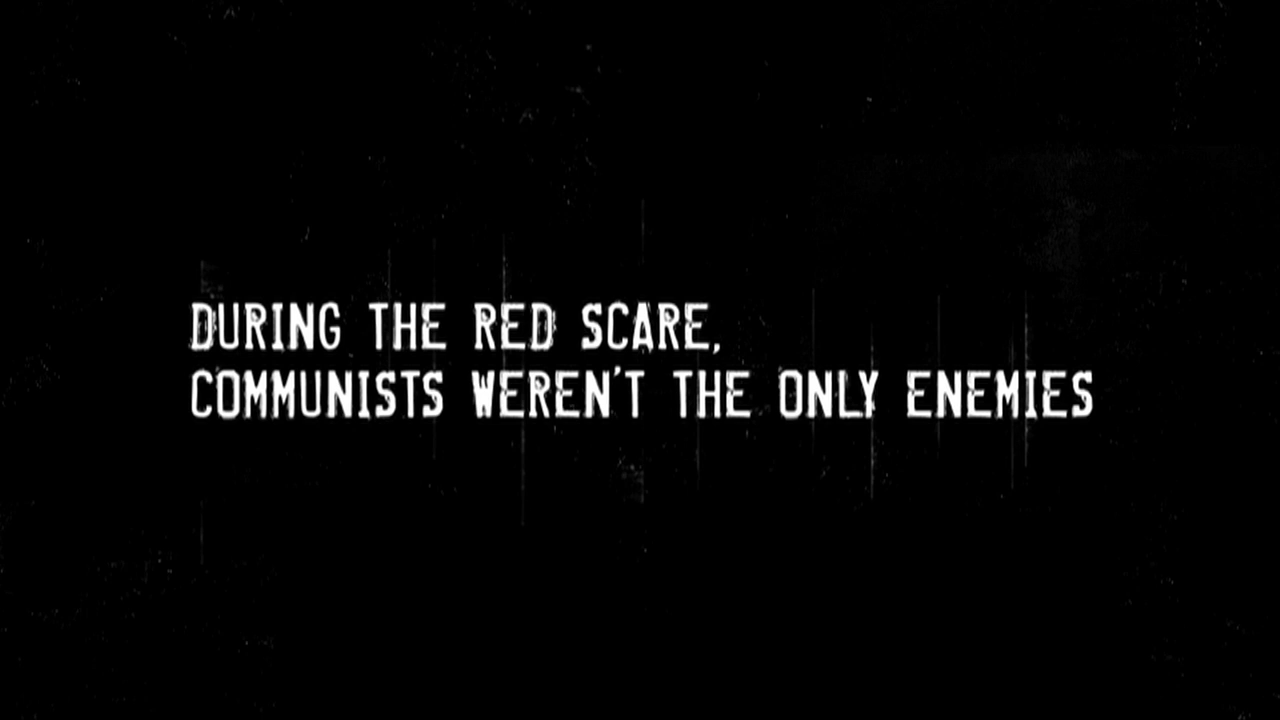 DURING THE RED SCARE,
COMMUNISTS WEREN'T THE ONLY ENEMIES